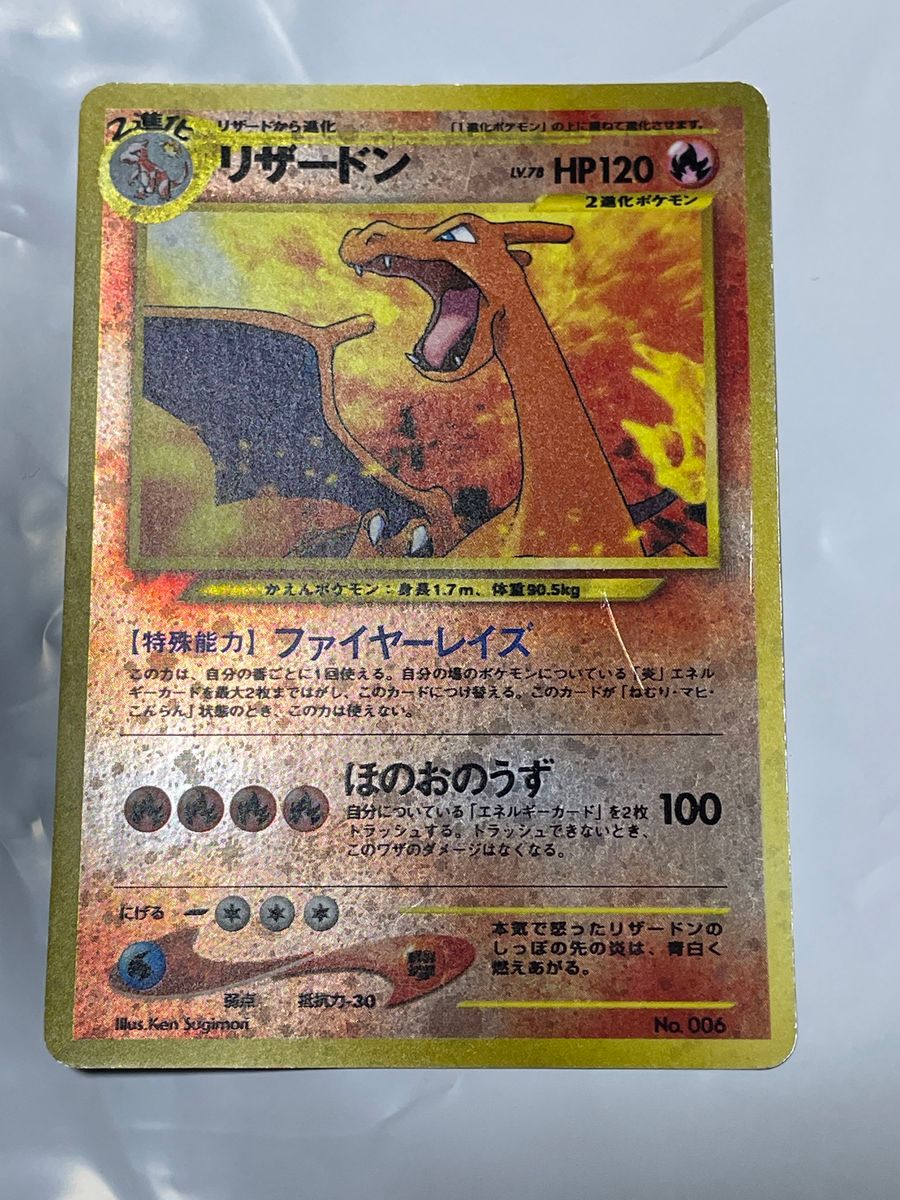 2進化
リザードから進化
「1進化ポケモン」の上に重ねて進化させます。
リザードン
LV.78 HP120
2進化ポケモン
かえんポケモン：身長1.7m、体重90.5kg
【特殊能力】ファイヤーレイズ
この力は、自分の番ごとに1回使える。自分の場のポケモンについている「炎」エネル
ギーカードを最大2枚まではがし、このカードにつけ替える。このカードが「ねむり・マヒ・
こんらん」状態のとき、この力は使えない。
ほのおのうず
自分についている「エネルギーカード」を2枚
トラッシュする。トラッシュできないとき、
このワザのダメージはなくなる。
100
にげる
弱点
抵抗力-30
本気で怒ったリザードンの
しっぽの先の炎は、青白く
燃えあがる。
Illus. Ken Sugimori
No. 006